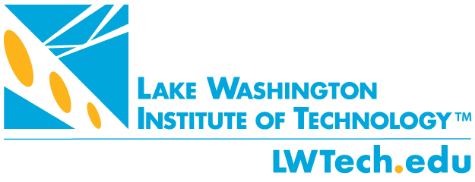 LAKE WASHINGTON
INSTITUTE OF TECHNOLOGY™
LWTech.edu